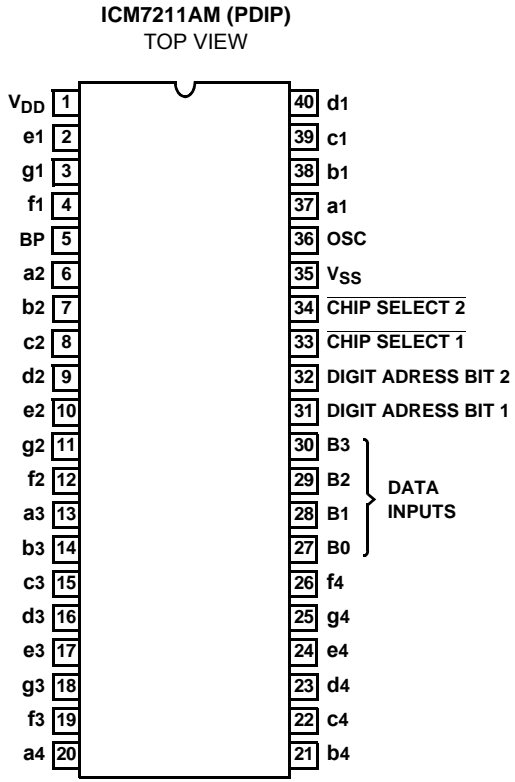 ICM7211AM (PDIP)
TOP VIEW
VDD 1 40 d1
e1 2 39 c1
g1 3 38 b1
f1 4 37 a1
BP 5 36 OSC
a2 6 35 VSS
b2 7 34 CHIP SELECT 2
c2 8 33 CHIP SELECT 1
d2 9 32 DIGIT ADRESS BIT 2
e2 10 31 DIGIT ADRESS BIT 1
g2 11 30 B3
f2 12 29 B2
a3 13 28 B1
b3 14 27 B0
DATA
INPUTS
c3 15 26 f4
d3 16 25 g4
e3 17 24 e4
g3 18 23 d4
f3 19 22 c4
a4 20 21 b4